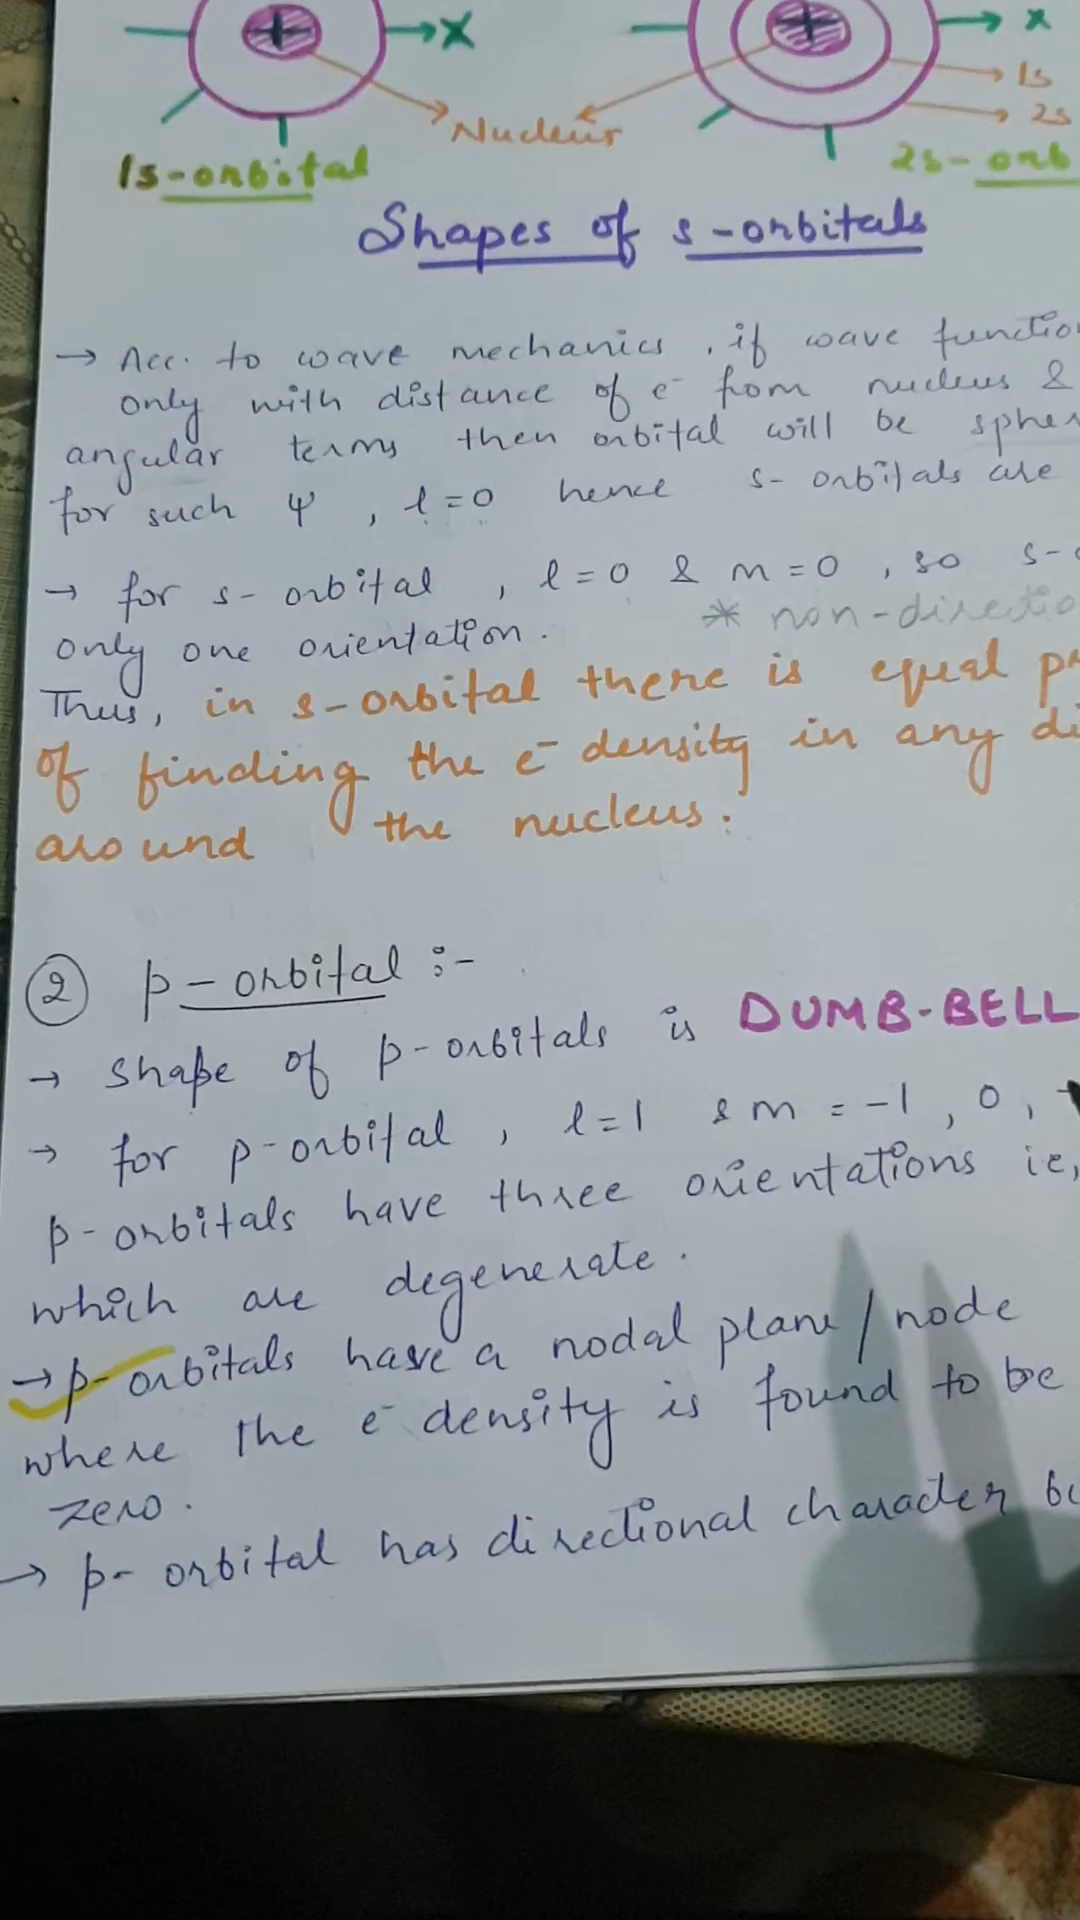 X
x
1s
2s
Nucleus
1s-orbital
2s-orb
Shapes of s-orbitals
→ Acc. to wave mechanics, if wave functio
only with distance of e⁻ from nucleus &
angular terms then orbital will be spher
for such ψ, l=0 hence s-orbitals are
→ for s-orbital, l=0 & m=0, so s-
* non-directio
only one orientation.
Thus, in s-orbital there is equal pr
of finding the e⁻ density in any di
around the nucleus.
② p-orbital :-
→ shape of p-orbitals is DUMB-BELL
→ for p-orbital, l=1 & m = -1, 0,
p-orbitals have three orientations ie,
which are degenerate.
→ p-orbitals have a nodal plane/node
where the e⁻ density is found to be
zero.
→ p-orbital has directional character